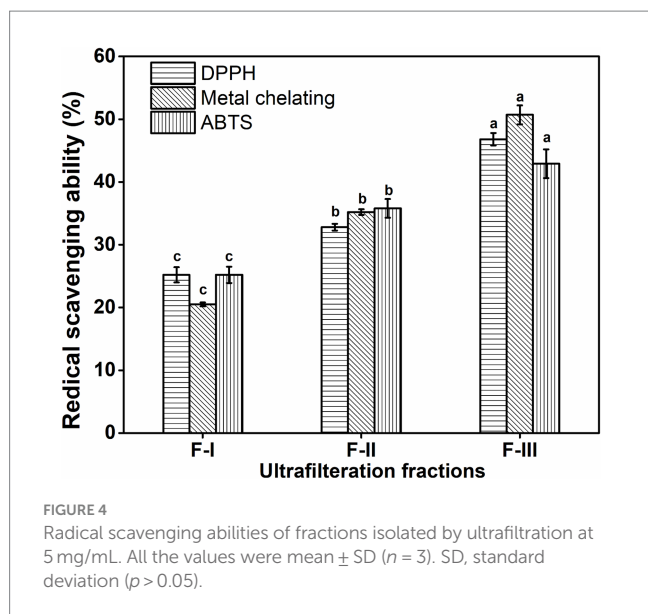 60
50
40
30
20
10
0
Redical scavenging ability (%)
DPPH
Metal chelating
ABTS
c
c
c
b
b
b
a
a
a
F-I
F-II
F-III
Ultrafilteration fractions
FIGURE 4
Radical scavenging abilities of fractions isolated by ultrafiltration at
5 mg/mL. All the values were mean ± SD (n = 3). SD, standard
deviation (p > 0.05).